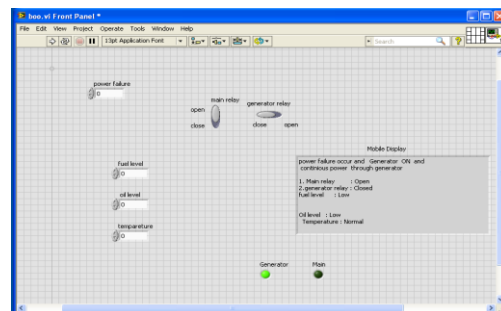 boo.vi Front Panel *
File Edit View Project Operate Tools Window Help
13pt Application Font
Search
power failure
0
main relay
open
close
generator relay
close open
fuel level
0
oil level
0
tempareture
0
Mobile Display
power failure occur and Generator ON and
continious power through generator
1. Main relay : Open
2.generator relay : Closed
fuel level : Low
Oil level : Low
Temperature : Normal
Generator Main